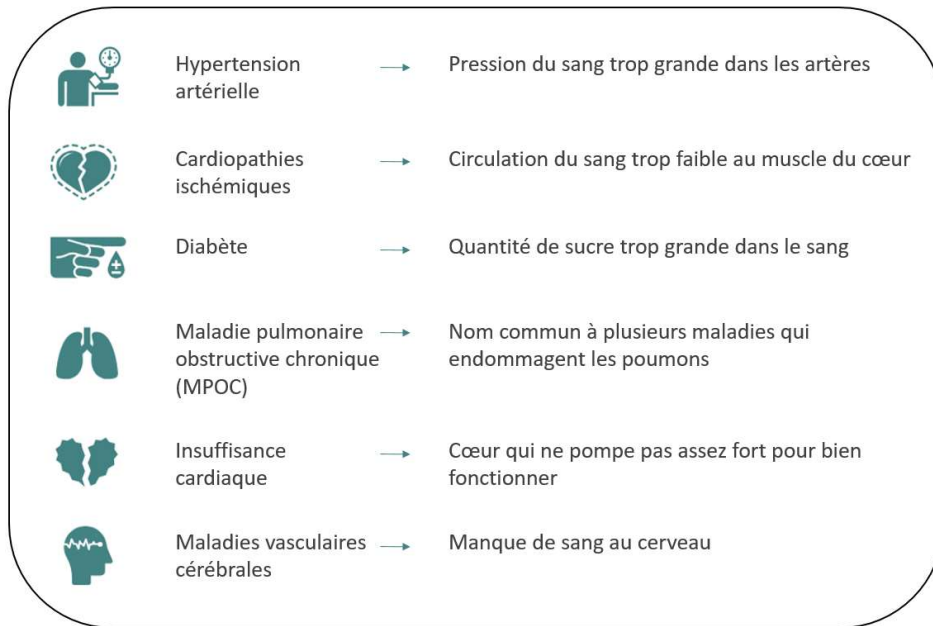 Hypertension → Pression du sang trop grande dans les artères
artérielle
Cardiopathies → Circulation du sang trop faible au muscle du cœur
ischémiques
Diabète → Quantité de sucre trop grande dans le sang
Maladie pulmonaire → Nom commun à plusieurs maladies qui
obstructive chronique endommagent les poumons
(MPOC)
Insuffisance → Cœur qui ne pompe pas assez fort pour bien
cardiaque fonctionner
Maladies vasculaires → Manque de sang au cerveau
cérébrales